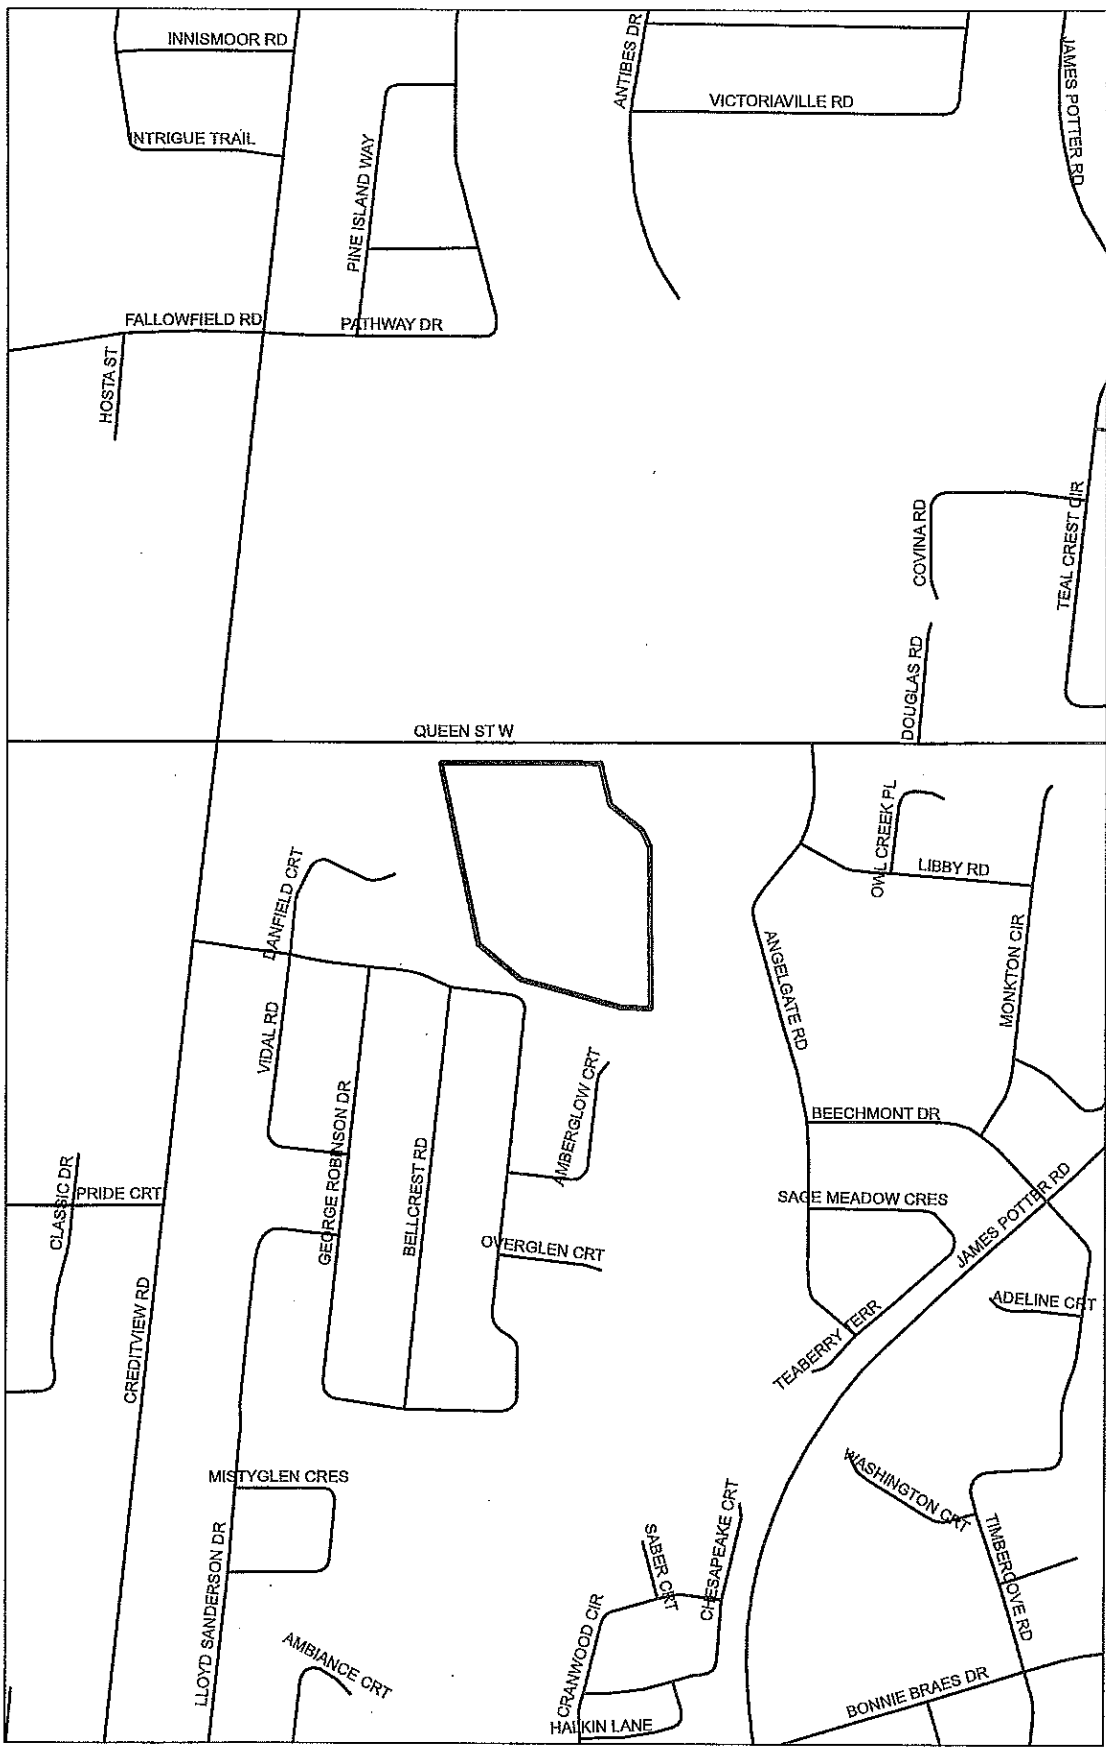 INNISMOOR RD
ANTIBES DR
JAMES POTTER RD
VICTORIAVILLE RD
INTRIGUE TRAIL
PINE ISLAND WAY
FALLOWFIELD RD
PATHWAY DR
HOSTA ST
COVINA RD
TEAL CREST CIR
DOUGLAS RD
QUEEN ST W
OWL CREEK PL
LIBBY RD
DANFIELD CRT
ANGELGATE RD
MONKTON CIR
VIDAL RD
AMBERGLOW CRT
GEORGE ROBINSON DR
BEECHMONT DR
BELLCREST RD
CLASSIC DR
PRIDE CRT
SAGE MEADOW CRES
JAMES POTTER RD
OVERGLEN CRT
CREDITVIEW RD
ADELINE CRT
TEABERRY TERR
MISTYGLEN CRES
WASHINGTON CRT
CHESAPEAKE CRT
SABER CRT
TIMBERCOVE RD
LLOYD SANDERSON DR
CRANWOOD CIR
AMBIANCE CRT
BONNIE BRAES DR
HALKIN LANE